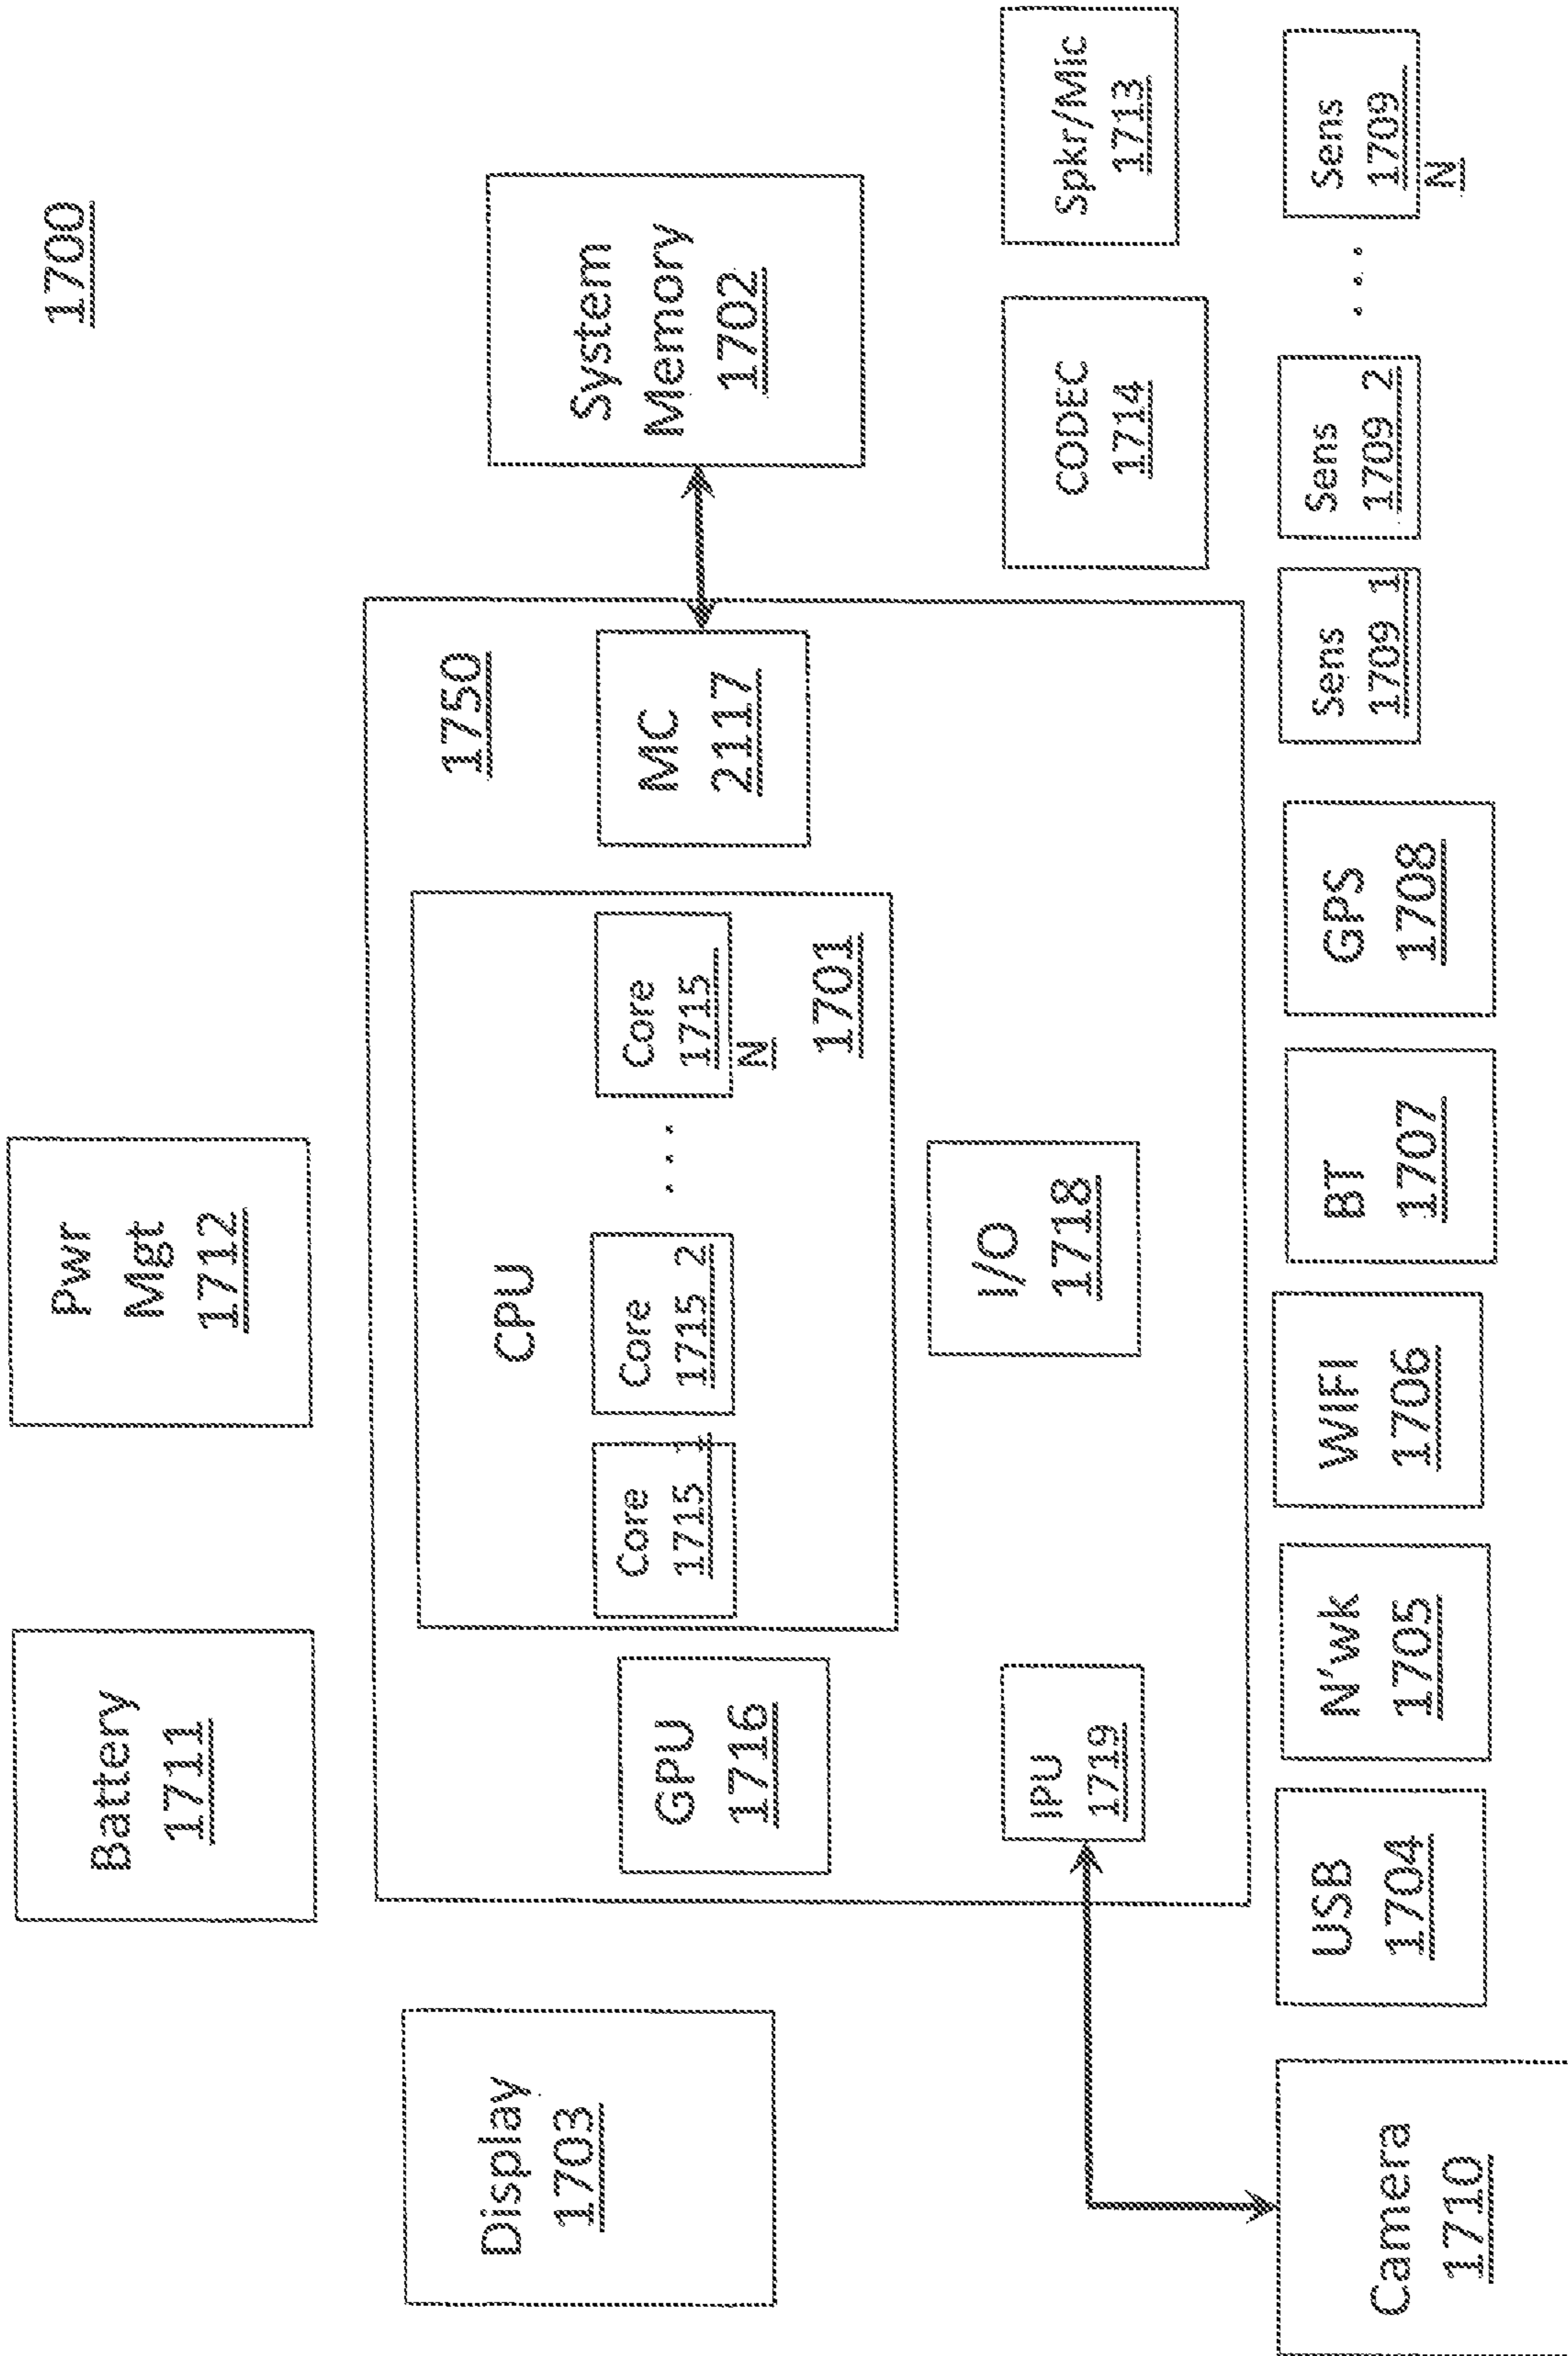 1700
Battery
1711
Pwr
Mgt
1712
Display
1703
1750
CPU
Core
1715_1
Core
1715_2
. . .
Core
1715_
N
1701
GPU
1716
MC
2117
System
Memory
1702
IPU
1719
I/O
1718
CODEC
1714
Spkr/Mic
1713
Camera
1710
USB
1704
N'wk
1705
WIFI
1706
BT
1707
GPS
1708
Sens
1709_1
Sens
1709_2
. . .
Sens
1709_
N